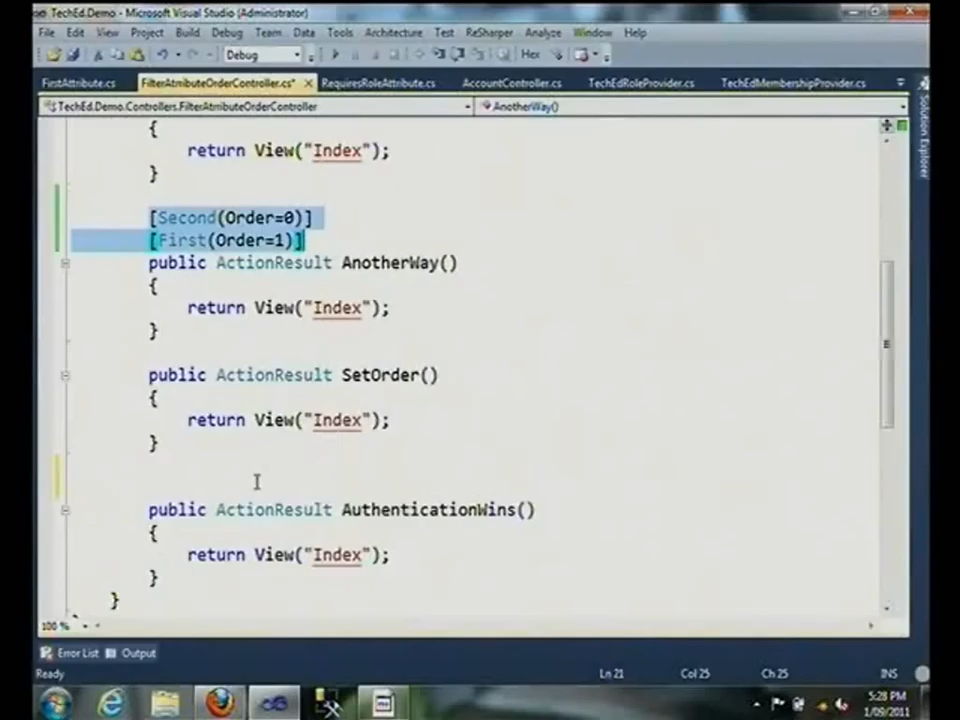 TechEd.Demo - Microsoft Visual Studio (Administrator)
File Edit View Project Build Debug Team Data Tools Architecture Test ReSharper Analyze Window Help
Debug Hex
FirstAttribute.cs FilterAttributeOrderController.cs* RequiresRoleAttribute.cs AccountController.cs TechEdRoleProvider.cs TechEdMembershipProvider.cs
TechEd.Demo.Controllers.FilterAttributeOrderController AnotherWay()
Solution Explorer
{
return View("Index");
}
[Second(Order=0)]
[First(Order=1)]
public ActionResult AnotherWay()
{
return View("Index");
}
public ActionResult SetOrder()
{
return View("Index");
}
public ActionResult AuthenticationWins()
{
return View("Index");
}
}
100 %
Error List Output
Ready Ln 21 Col 25 Ch 25 INS
5:28 PM
1/09/2011